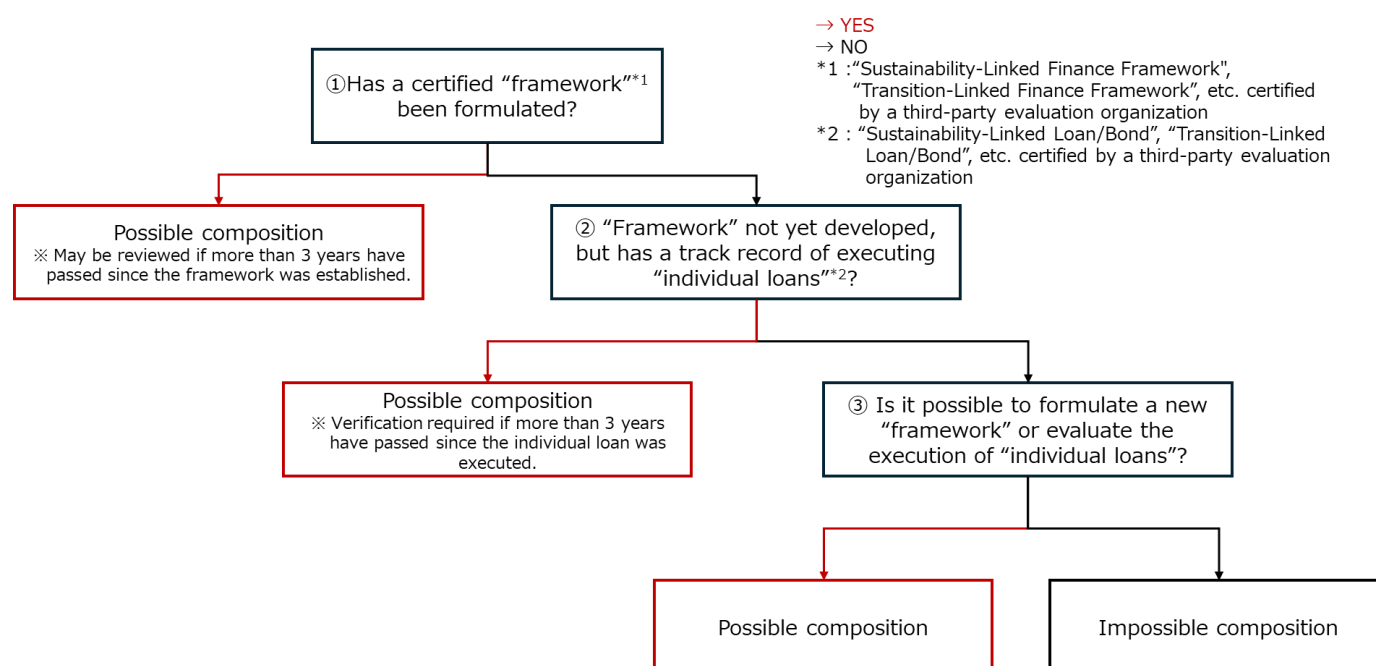 → YES
→ NO
*1 :“Sustainability-Linked Finance Framework",
“Transition-Linked Finance Framework”, etc. certified
by a third-party evaluation organization
*2 : “Sustainability-Linked Loan/Bond”, “Transition-Linked
Loan/Bond”, etc. certified by a third-party evaluation
organization
①Has a certified “framework”*1
been formulated?
Possible composition
※ May be reviewed if more than 3 years have
passed since the framework was established.
② “Framework” not yet developed,
but has a track record of executing
“individual loans”*2?
Possible composition
※ Verification required if more than 3 years
have passed since the individual loan was
executed.
③ Is it possible to formulate a new
“framework” or evaluate the
execution of “individual loans”?
Possible composition
Impossible composition